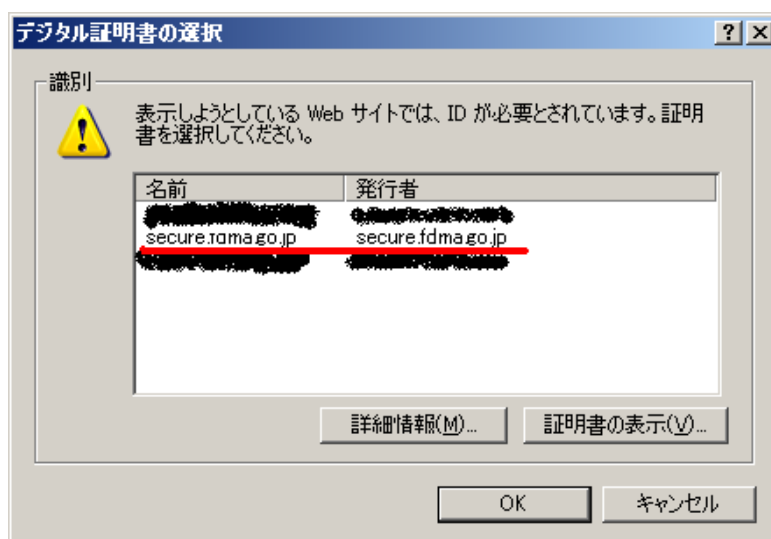 デジタル証明書の選択
識別
表示しようとしている Web サイトでは、ID が必要とされています。証明
書を選択してください。
名前 発行者
secure.fdma.go.jp secure.fdma.go.jp
詳細情報(M)... 証明書の表示(V)...
OK キャンセル